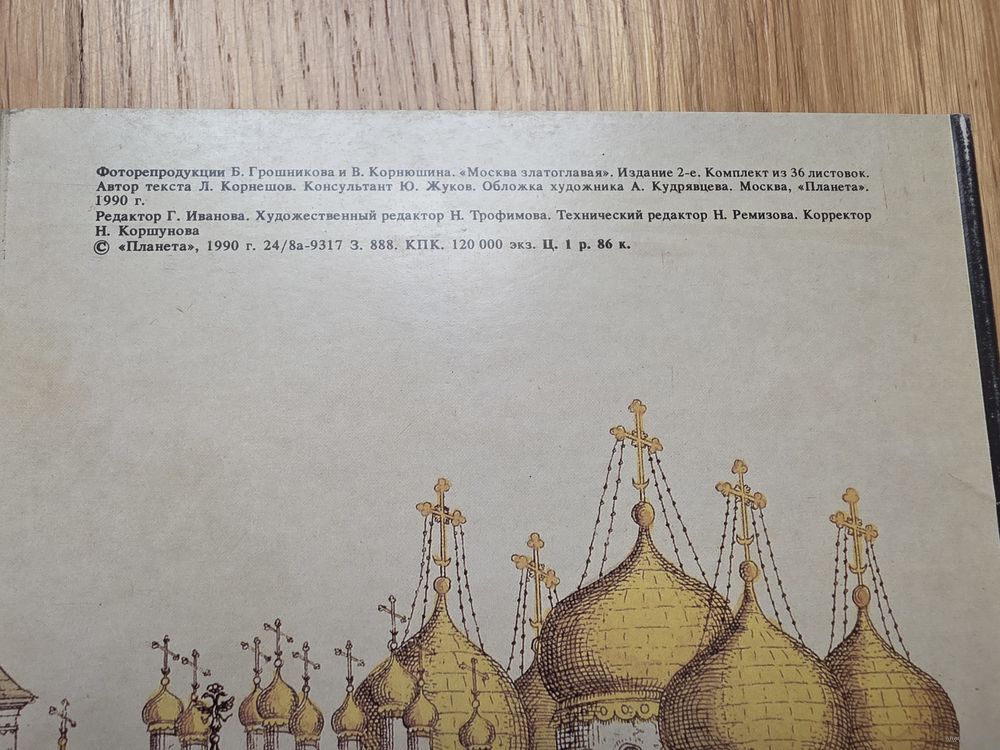 Фоторепродукции Б. Грошникова и В. Корнюшина. «Москва златоглавая». Издание 2-е. Комплект из 36 листовок.
Автор текста Л. Корнешов. Консультант Ю. Жуков. Обложка художника А. Кудрявцева. Москва, «Планета».
1990 г.
Редактор Г. Иванова. Художественный редактор Н. Трофимова. Технический редактор Н. Ремизова. Корректор
Н. Коршунова
© «Планета», 1990 г. 24/8а-9317 З. 888. КПК. 120 000 экз. Ц. 1 р. 86 к.